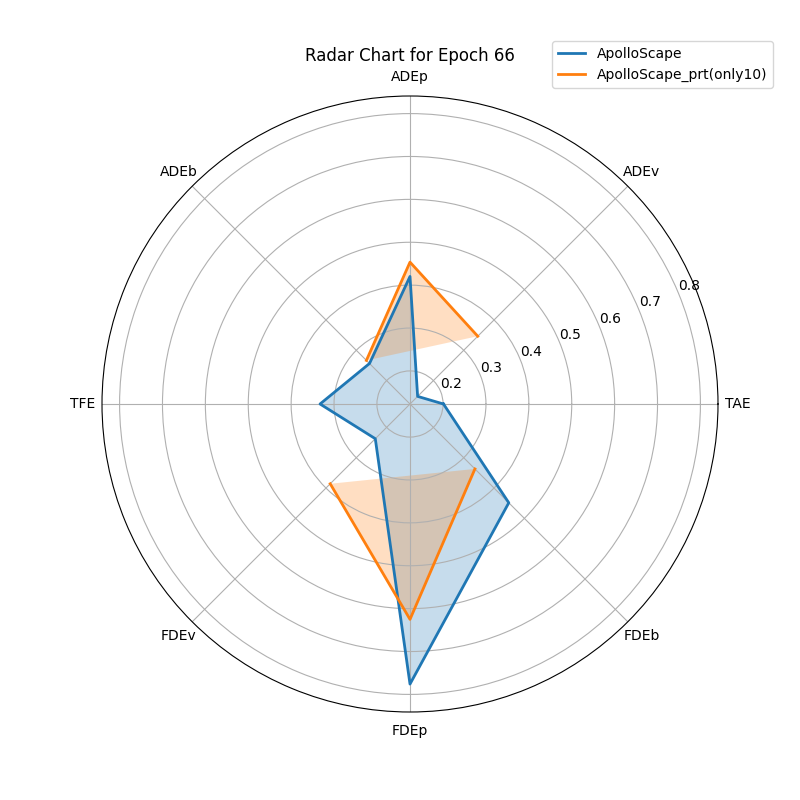 Radar Chart for Epoch 66
ApolloScape
ApolloScape_prt(only10)
ADEp
ADEb
ADEv
0.8
0.7
0.6
0.5
0.4
0.3
0.2
TFE
TAE
FDEv
FDEb
FDEp